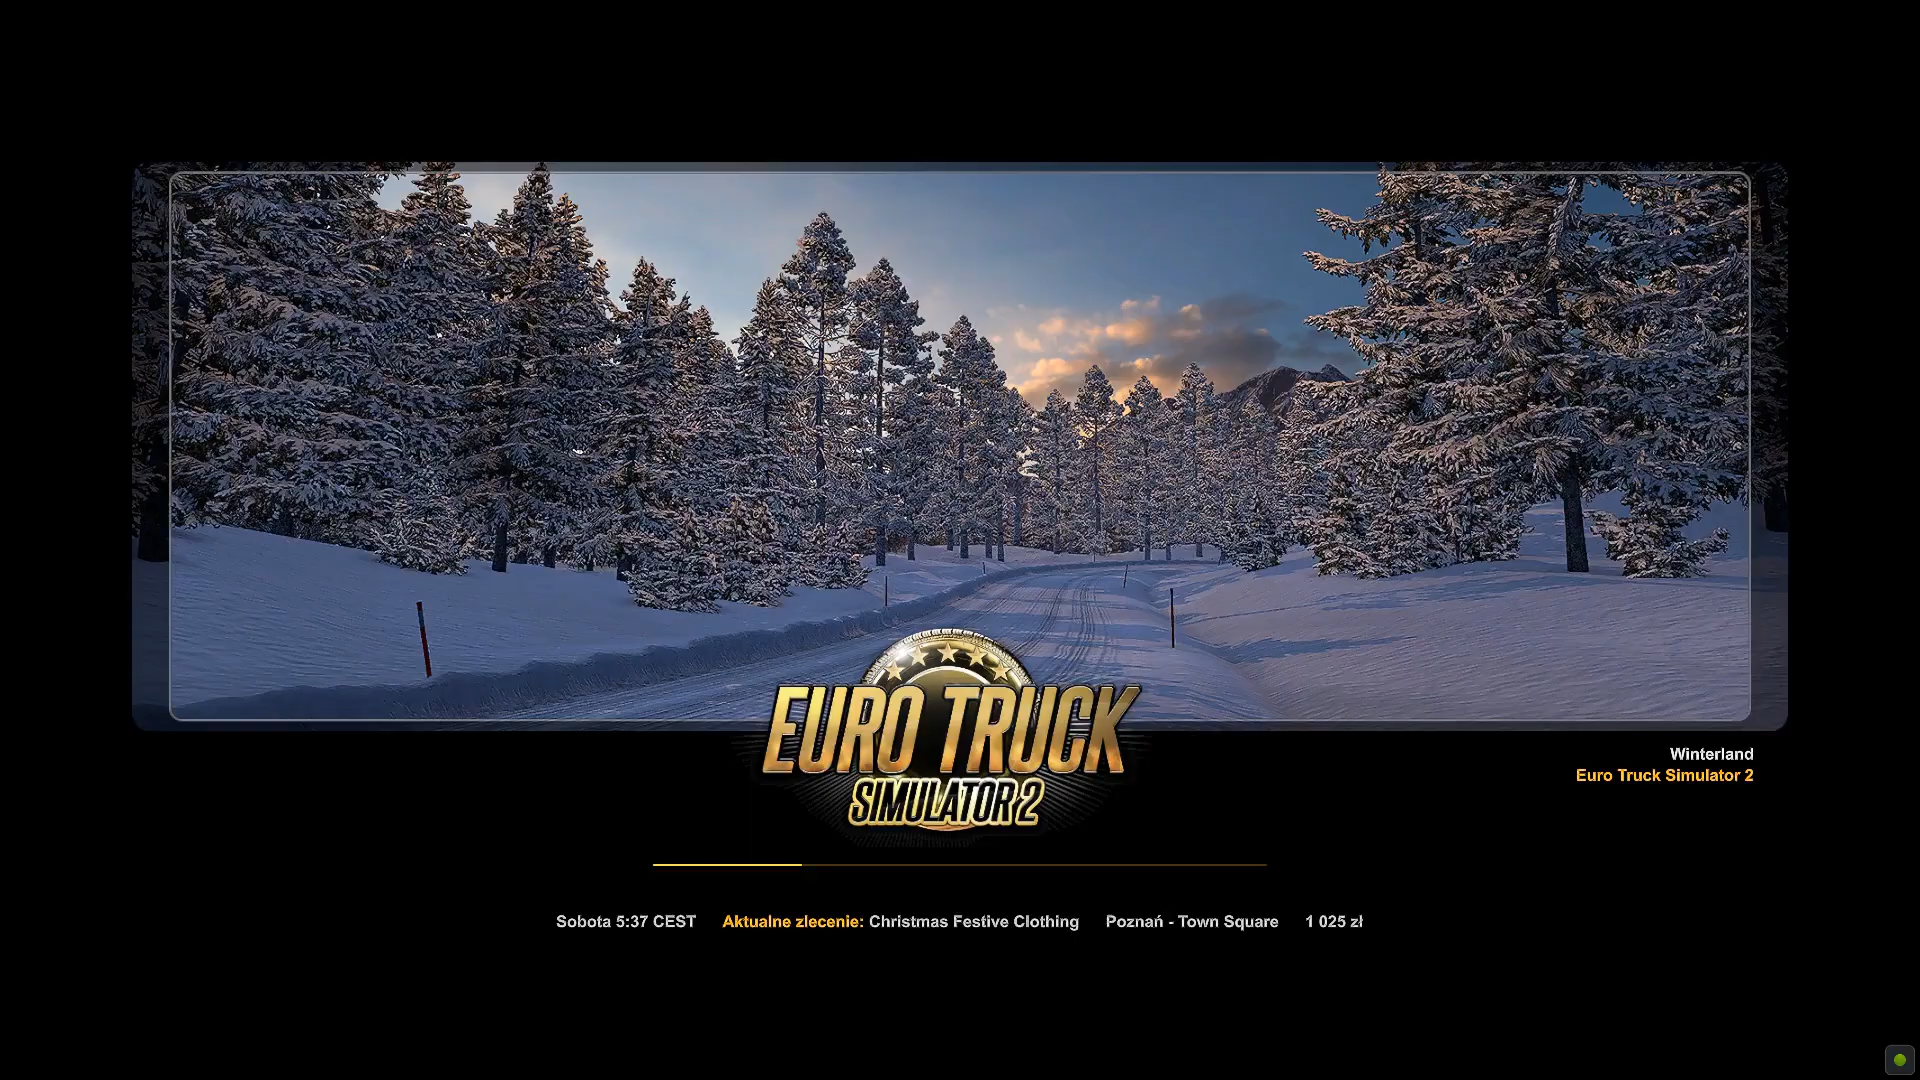 EURO TRUCK
SIMULATOR 2
Winterland
Euro Truck Simulator 2
Sobota 5:37 CEST Aktualne zlecenie: Christmas Festive Clothing Poznań - Town Square 1 025 zł